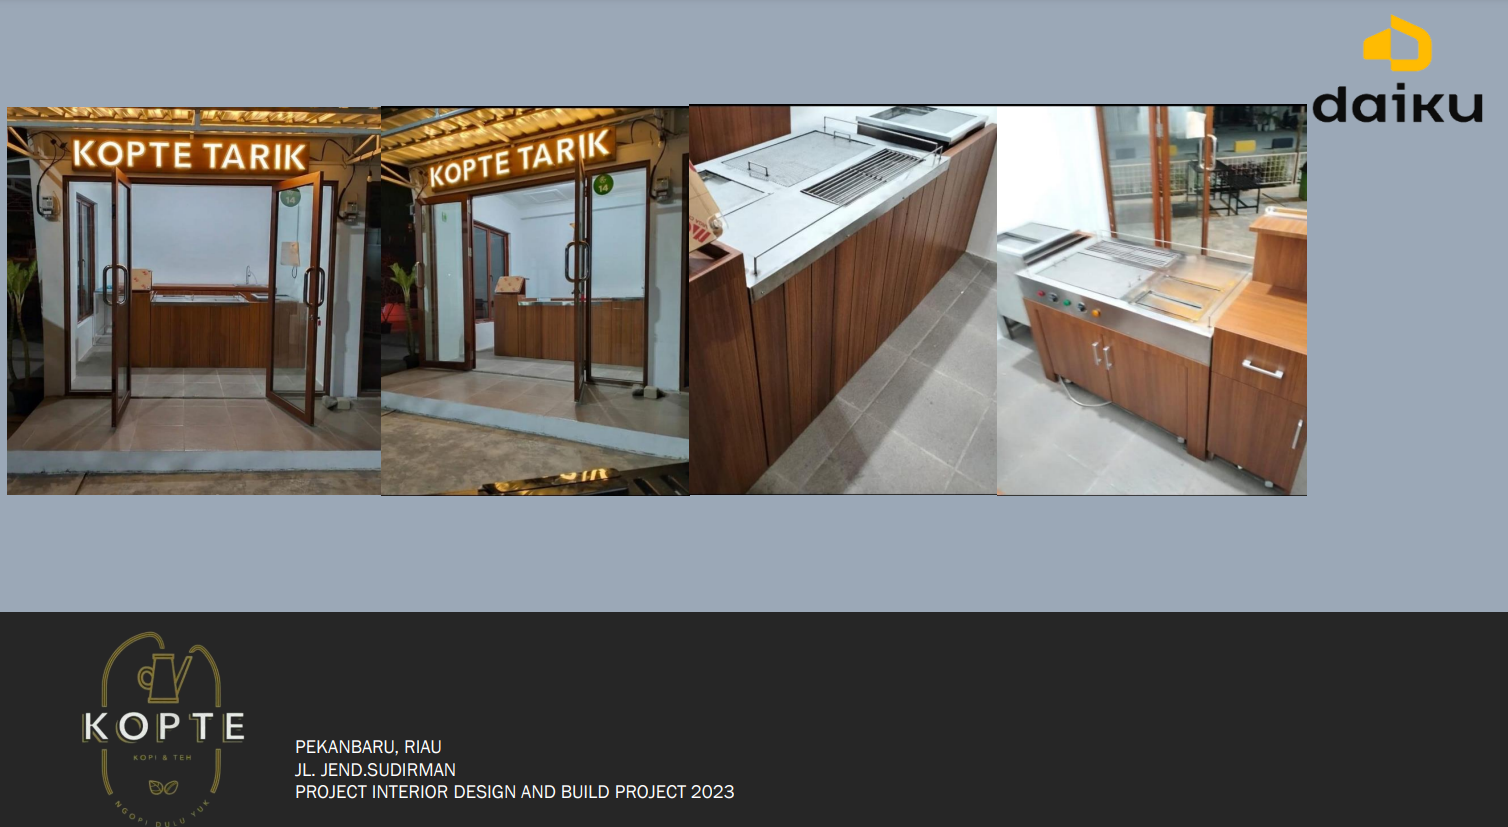 daiku
KOPTE TARIK
14
KOPTE TARIK
14
KOPTE
KOPI & TEH
NGOPI DULU YUK
PEKANBARU, RIAU
JL. JEND.SUDIRMAN
PROJECT INTERIOR DESIGN AND BUILD PROJECT 2023